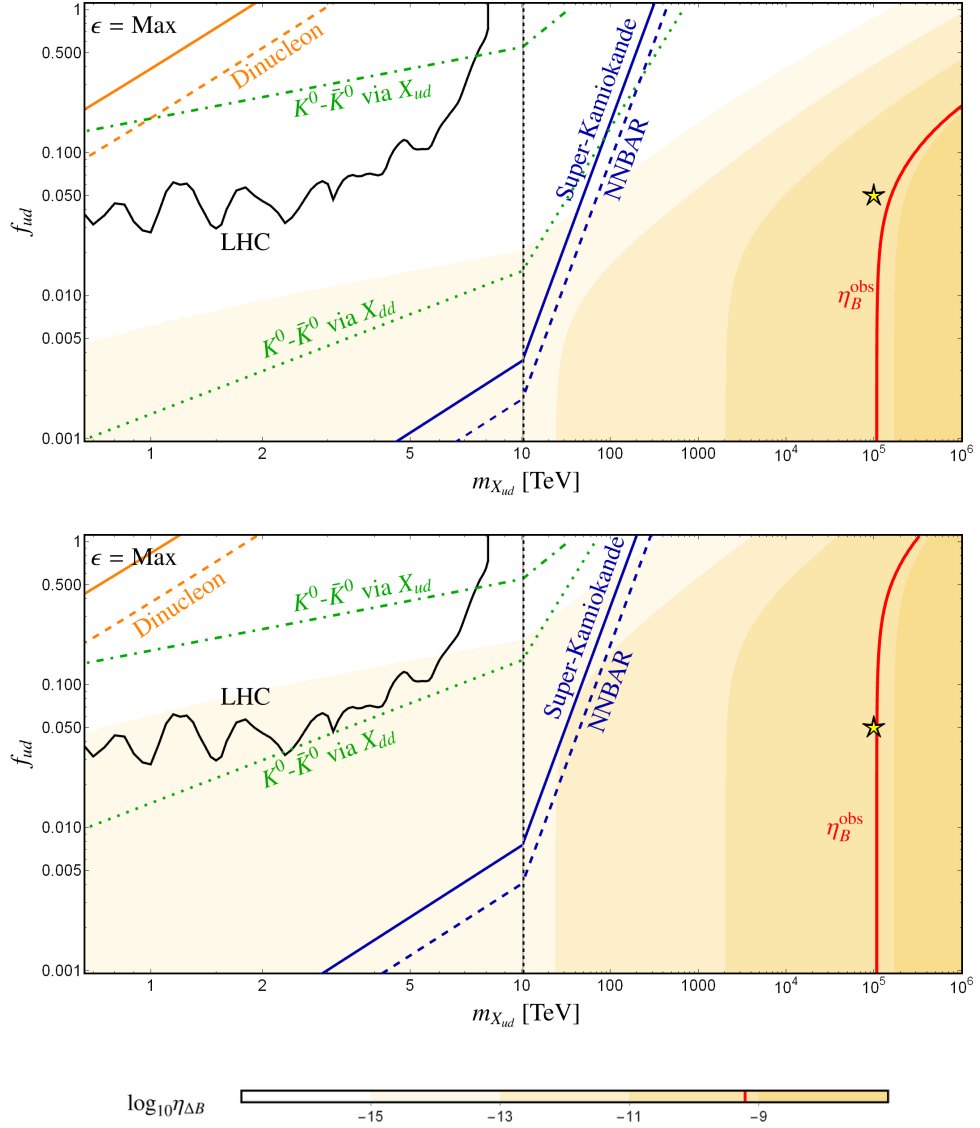 ϵ = Max
Dinucleon
K⁰-K̄⁰ via X_ud
LHC
K⁰-K̄⁰ via X_dd
Super-Kamiokande
NNBAR
η_B^obs
f_ud
1
0.500
0.100
0.050
0.010
0.005
0.001
1 2 5 10 100 1000 10⁴ 10⁵ 10⁶
m_{X_ud} [TeV]
ϵ = Max
Dinucleon
K⁰-K̄⁰ via X_ud
LHC
K⁰-K̄⁰ via X_dd
Super-Kamiokande
NNBAR
η_B^obs
f_ud
1
0.500
0.100
0.050
0.010
0.005
0.001
1 2 5 10 100 1000 10⁴ 10⁵ 10⁶
m_{X_ud} [TeV]
log₁₀η_ΔB
−15 −13 −11 −9